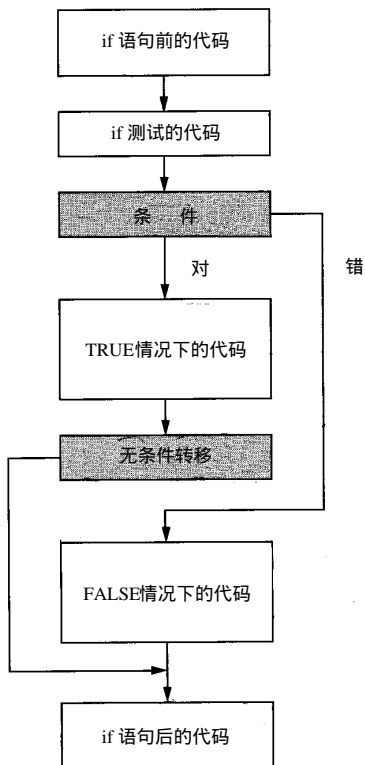 if 语句前的代码
if 测试的代码
条 件
对
错
TRUE情况下的代码
无条件转移
FALSE情况下的代码
if 语句后的代码